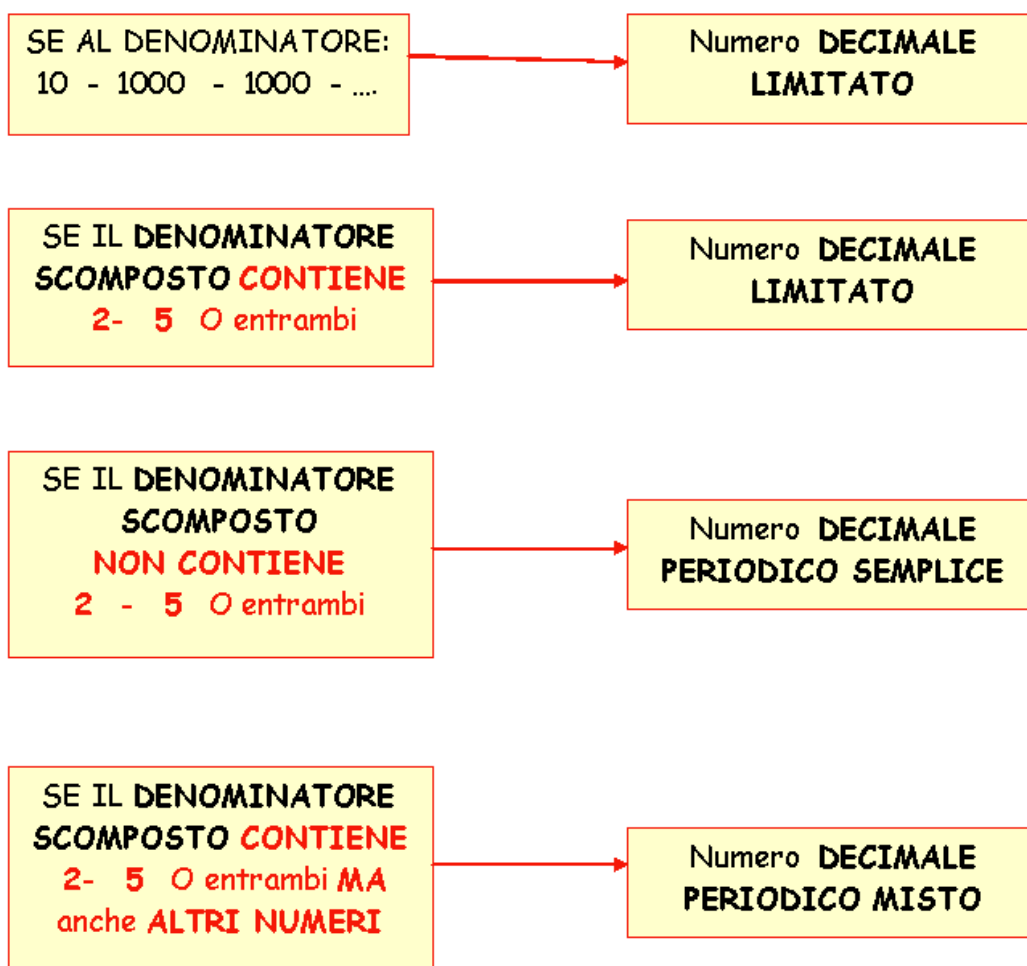 SE AL DENOMINATORE:
10 - 1000 - 1000 - ....
Numero DECIMALE
LIMITATO
SE IL DENOMINATORE
SCOMPOSTO CONTIENE
2- 5 O entrambi
Numero DECIMALE
LIMITATO
SE IL DENOMINATORE
SCOMPOSTO
NON CONTIENE
2 - 5 O entrambi
Numero DECIMALE
PERIODICO SEMPLICE
SE IL DENOMINATORE
SCOMPOSTO CONTIENE
2- 5 O entrambi MA
anche ALTRI NUMERI
Numero DECIMALE
PERIODICO MISTO